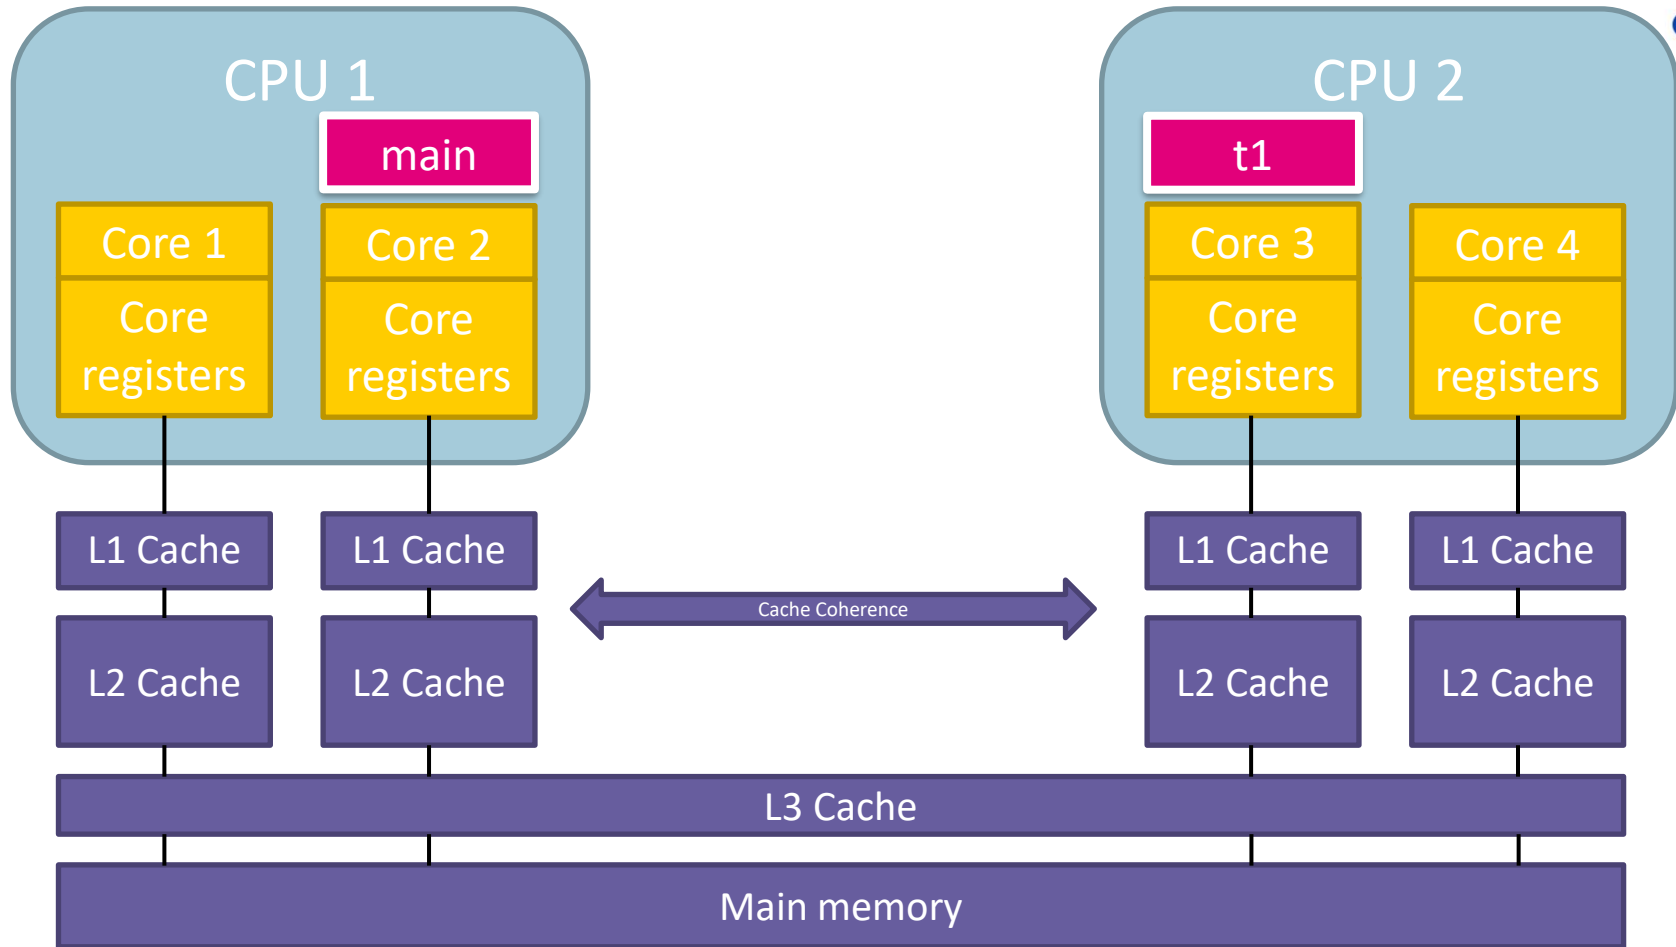 CPU 1
CPU 2
main
t1
Core 1
Core 2
Core 3
Core 4
Core
registers
Core
registers
Core
registers
Core
registers
L1 Cache
L1 Cache
L1 Cache
L1 Cache
Cache Coherence
L2 Cache
L2 Cache
L2 Cache
L2 Cache
L3 Cache
Main memory